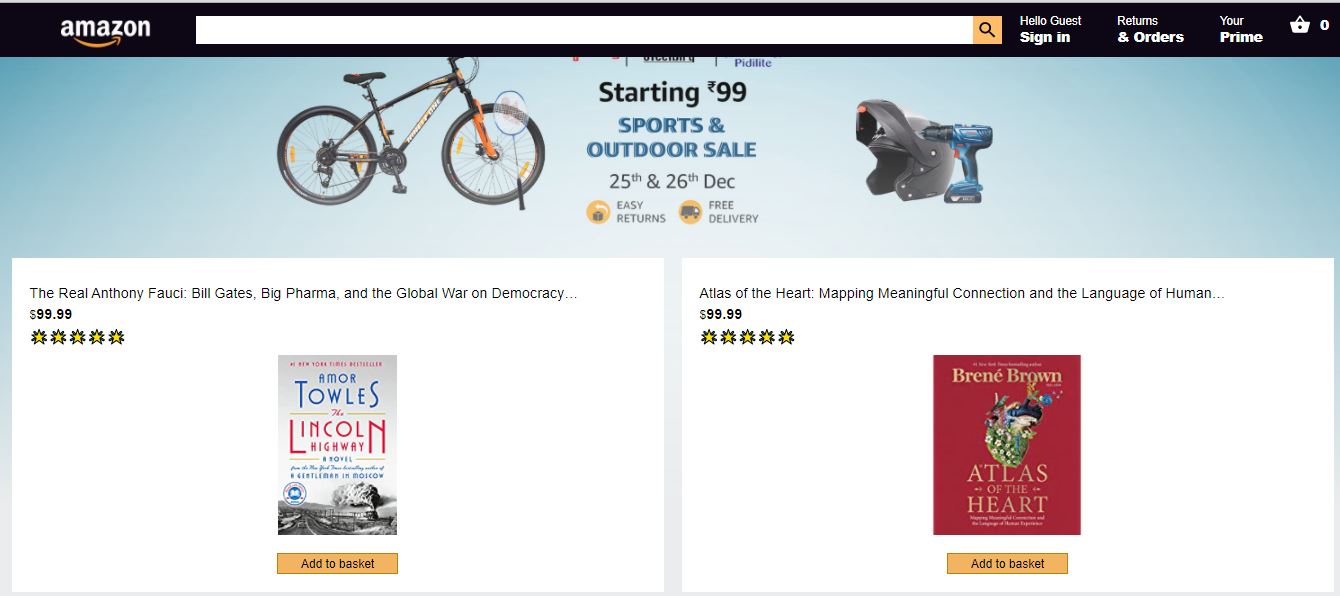 amazon
Hello Guest
Sign in
Returns
& Orders
Your
Prime
0
Pidilite
Starting ₹99
SPORTS &
OUTDOOR SALE
25th & 26th Dec
EASY
RETURNS
FREE
DELIVERY
The Real Anthony Fauci: Bill Gates, Big Pharma, and the Global War on Democracy…
$99.99
#1 NEW YORK TIMES BESTSELLER
AMOR
TOWLES
The
LINCOLN
HIGHWAY
A NOVEL
from the New York Times bestselling author of
A GENTLEMAN IN MOSCOW
Add to basket
Atlas of the Heart: Mapping Meaningful Connection and the Language of Human…
$99.99
#1 New York Times bestselling author
Brené Brown
ATLAS
OF THE
HEART
Mapping Meaningful Connection and
the Language of Human Experience
Add to basket